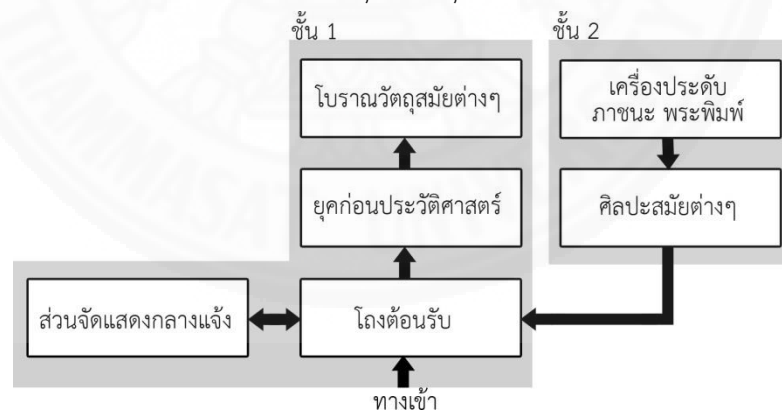 ชั้น 1
ชั้น 2
โบราณวัตถุสมัยต่างๆ
เครื่องประดับ
ภาชนะ พระพิมพ์
ยุคก่อนประวัติศาสตร์
ศิลปะสมัยต่างๆ
ส่วนจัดแสดงกลางแจ้ง
โถงต้อนรับ
ทางเข้า